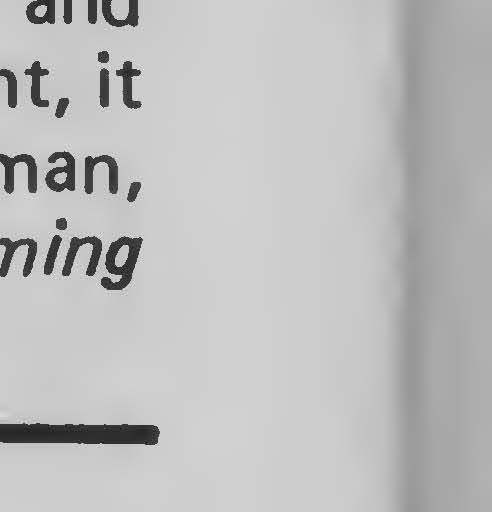 and
nt, it
man,
ming